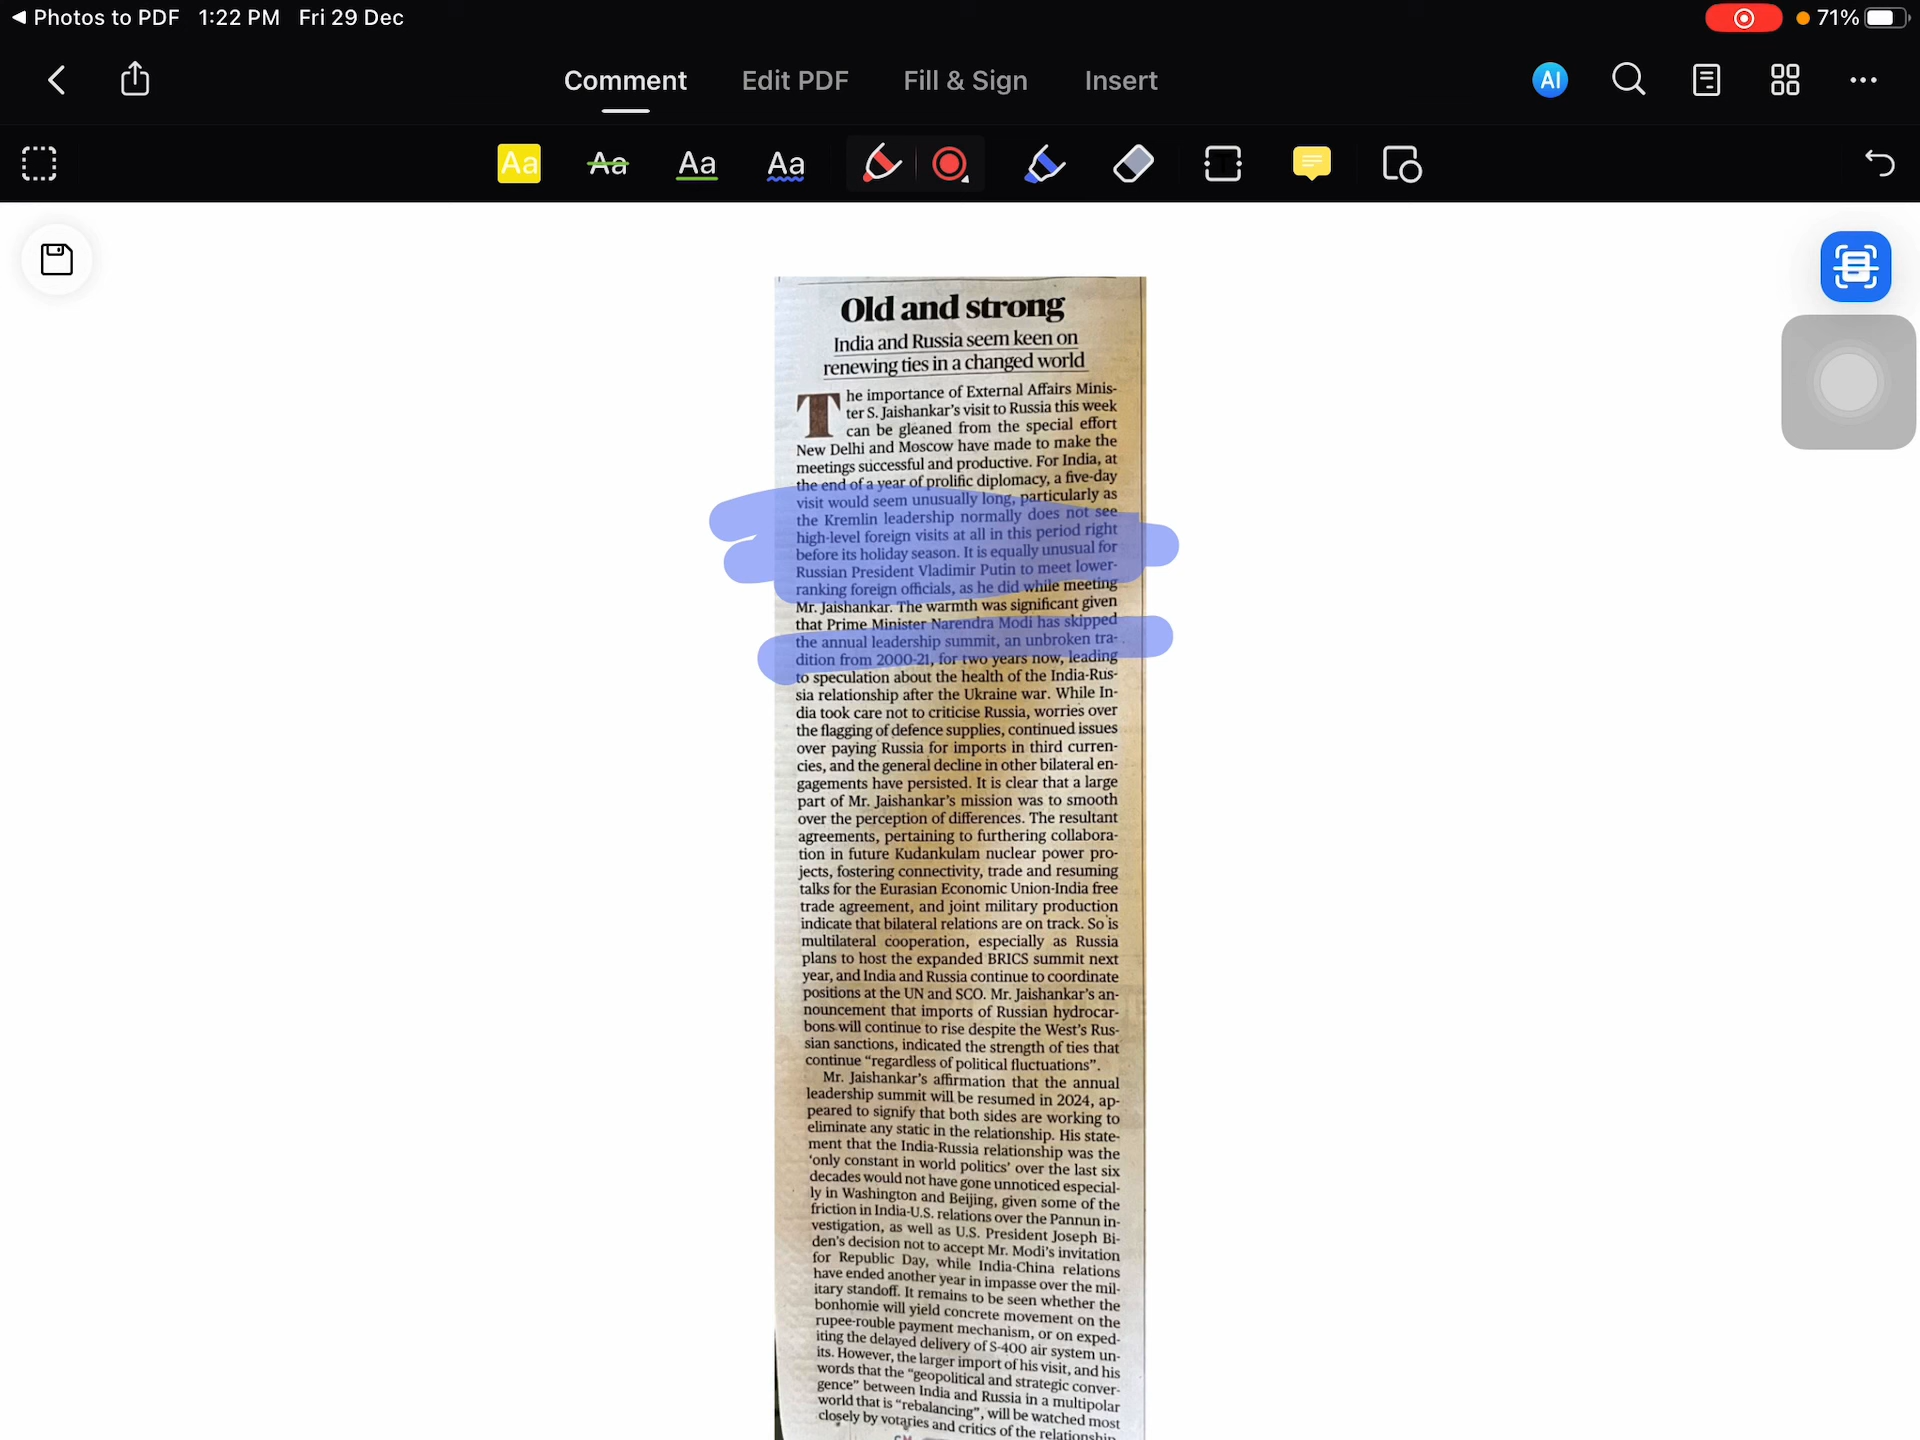 Photos to PDF 1:22 PM Fri 29 Dec
71%
Comment Edit PDF Fill & Sign Insert
AI
Aa Aa Aa Aa
T
Old and strong
India and Russia seem keen on
renewing ties in a changed world
The importance of External Affairs Minis-
ter S. Jaishankar's visit to Russia this week
can be gleaned from the special effort
New Delhi and Moscow have made to make the
meetings successful and productive. For India, at
the end of a year of prolific diplomacy, a five-day
visit would seem unusually long, particularly as
the Kremlin leadership normally does not see
high-level foreign visits at all in this period right
before its holiday season. It is equally unusual for
Russian President Vladimir Putin to meet lower-
ranking foreign officials, as he did while meeting
Mr. Jaishankar. The warmth was significant given
that Prime Minister Narendra Modi has skipped
the annual leadership summit, an unbroken tra-
dition from 2000-21, for two years now, leading
to speculation about the health of the India-Rus-
sia relationship after the Ukraine war. While In-
dia took care not to criticise Russia, worries over
the flagging of defence supplies, continued issues
over paying Russia for imports in third curren-
cies, and the general decline in other bilateral en-
gagements have persisted. It is clear that a large
part of Mr. Jaishankar's mission was to smooth
over the perception of differences. The resultant
agreements, pertaining to furthering collabora-
tion in future Kudankulam nuclear power pro-
jects, fostering connectivity, trade and resuming
talks for the Eurasian Economic Union-India free
trade agreement, and joint military production
indicate that bilateral relations are on track. So is
multilateral cooperation, especially as Russia
plans to host the expanded BRICS summit next
year, and India and Russia continue to coordinate
positions at the UN and SCO. Mr. Jaishankar's an-
nouncement that imports of Russian hydrocar-
bons will continue to rise despite the West's Rus-
sian sanctions, indicated the strength of ties that
continue "regardless of political fluctuations".
Mr. Jaishankar's affirmation that the annual
leadership summit will be resumed in 2024, ap-
peared to signify that both sides are working to
eliminate any static in the relationship. His state-
ment that the India-Russia relationship was the
'only constant in world politics' over the last six
decades would not have gone unnoticed especial-
ly in Washington and Beijing, given some of the
friction in India-U.S. relations over the Pannun in-
vestigation, as well as U.S. President Joseph Bi-
den's decision not to accept Mr. Modi's invitation
for Republic Day, while India-China relations
have ended another year in impasse over the mil-
itary standoff. It remains to be seen whether the
bonhomie will yield concrete movement on the
rupee-rouble payment mechanism, or on exped-
iting the delayed delivery of S-400 air system un-
its. However, the larger import of his visit, and his
words that the "geopolitical and strategic conver-
gence" between India and Russia in a multipolar
world that is "rebalancing", will be watched most
closely by votaries and critics of the relationship